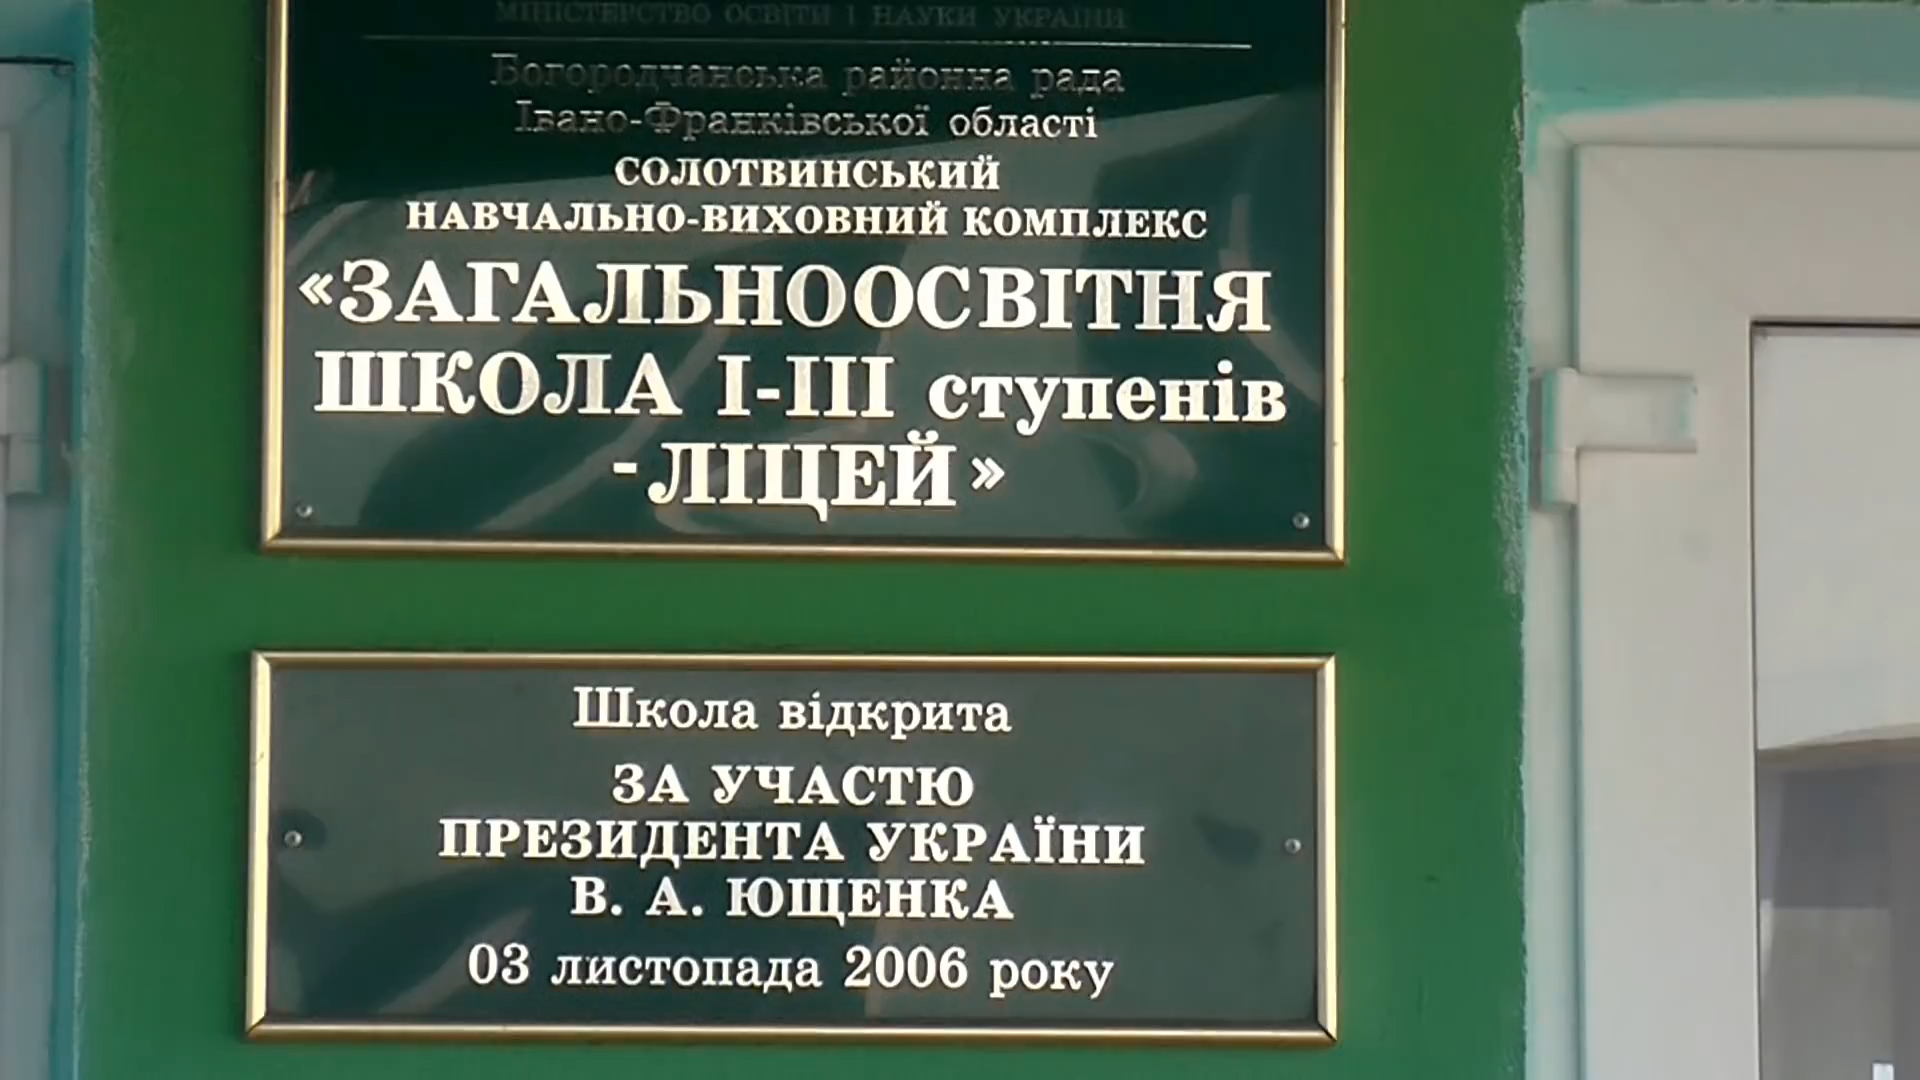 МІНІСТЕРСТВО ОСВІТИ І НАУКИ УКРАЇНИ
Богородчанська районна рада
Івано-Франківської області
СОЛОТВИНСЬКИЙ
НАВЧАЛЬНО-ВИХОВНИЙ КОМПЛЕКС
«ЗАГАЛЬНООСВІТНЯ
ШКОЛА І-ІІІ ступенів
-ЛІЦЕЙ»
Школа відкрита
ЗА УЧАСТЮ
ПРЕЗИДЕНТА УКРАЇНИ
В. А. ЮЩЕНКА
03 листопада 2006 року